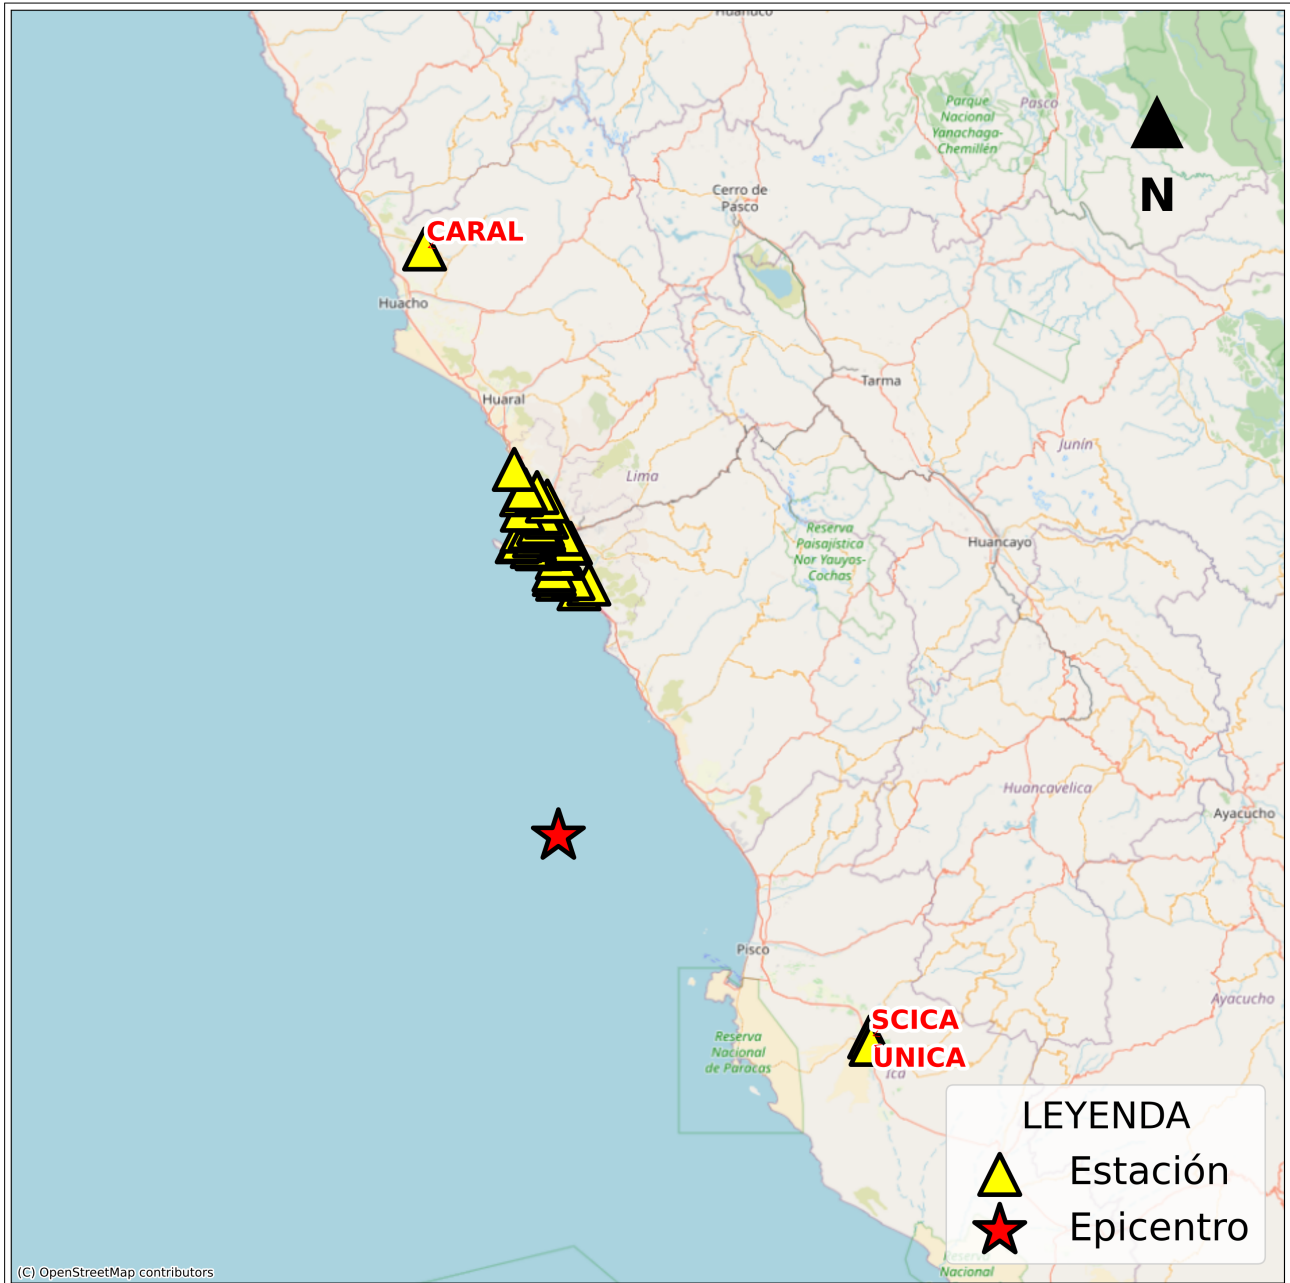 Huánuco
Parque
Nacional
Yanachaga-
Chemillén
Pasco
N
Cerro de
Pasco
CARAL
Huacho
Tarma
Huaral
Junín
Lima
Reserva
Paisajística
Nor Yauyos-
Cochas
Huancayo
Huancavelica
Ayacucho
Pisco
Ayacucho
SCICA
UNICA
Ica
Reserva
Nacional
de Paracas
LEYENDA
Estación
Epicentro
Reserva
Nacional
(C) OpenStreetMap contributors